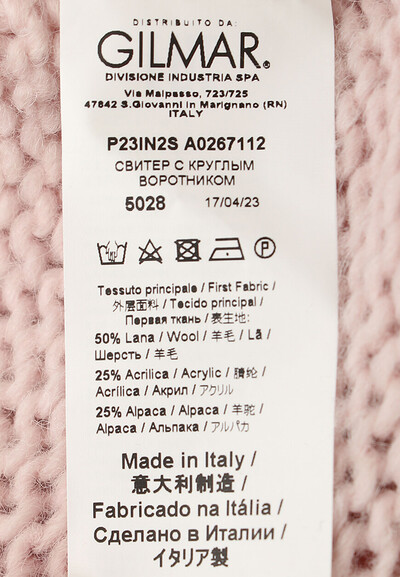 DISTRIBUITO DA:
GILMAR®
DIVISIONE INDUSTRIA SPA
Via Malpasso, 723/725
47842 S.Giovanni in Marignano (RN)
ITALY
P23IN2S A0267112
СВИТЕР С КРУГЛЫМ
ВОРОТНИКОМ
5028 17/04/23
P
Tessuto principale / First Fabric /
外层面料 / Tecido principal /
Первая ткань / 表生地:
50% Lana / Wool / 羊毛 / Lã /
Шерсть / 羊毛
25% Acrilica / Acrylic / 腈纶 /
Acrílica / Акрил / アクリル
25% Alpaca / Alpaca / 羊驼 /
Alpaca / Альпака / アルパカ
Made in Italy /
意大利制造 /
Fabricado na Itália /
Сделано в Италии /
イタリア製